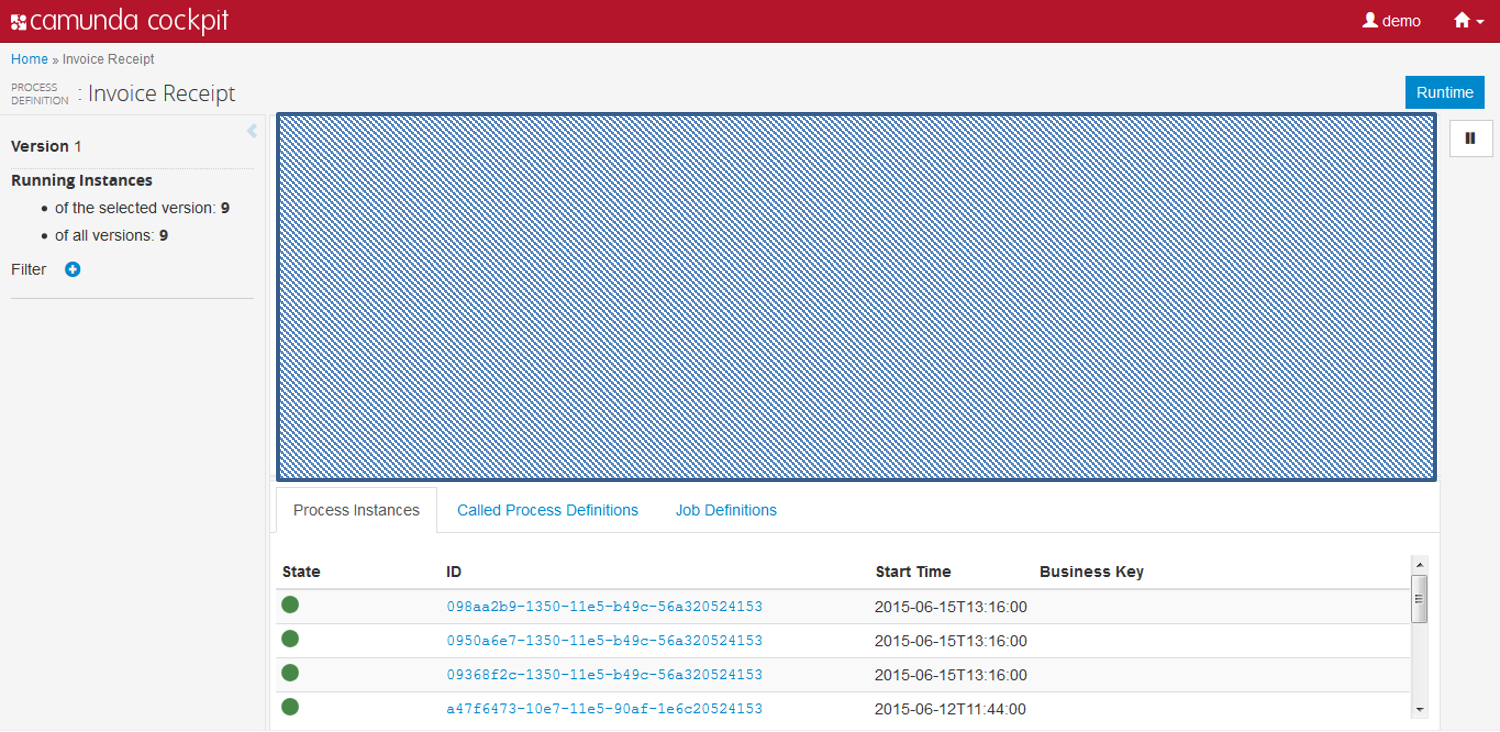 camunda cockpit
demo
Home » Invoice Receipt
PROCESS DEFINITION : Invoice Receipt
Runtime
Version 1
Running Instances
• of the selected version: 9
• of all versions: 9
Filter
Process Instances Called Process Definitions Job Definitions
State ID Start Time Business Key
098aa2b9-1350-11e5-b49c-56a320524153 2015-06-15T13:16:00
0950a6e7-1350-11e5-b49c-56a320524153 2015-06-15T13:16:00
09368f2c-1350-11e5-b49c-56a320524153 2015-06-15T13:16:00
a47f6473-10e7-11e5-90af-1e6c20524153 2015-06-12T11:44:00